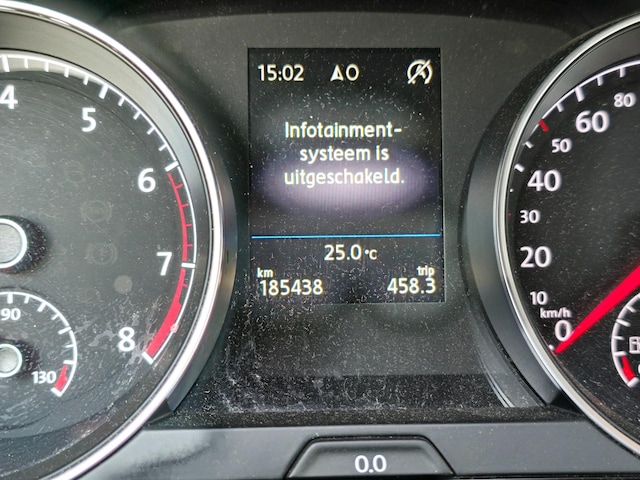 15:02 O
Infotainment-
systeem is
uitgeschakeld.
25.0 °C
km trip
185438 458.3
4
5
6
7
8
90
130
80
60
50
40
30
20
10
km/h
0
0.0